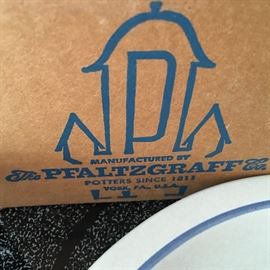 P
MANUFACTURED BY
The PFALTZGRAFF Co.
POTTERS SINCE 1811
YORK, PA., U.S.A.